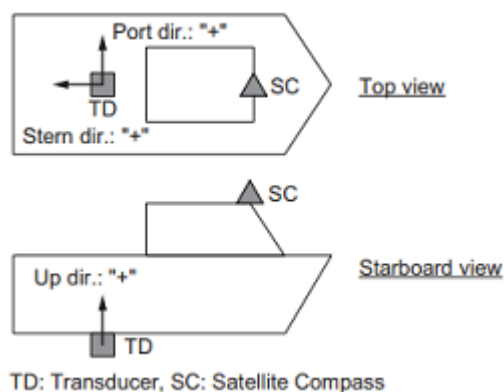 Port dir.: "+"
SC
Top view
TD
Stern dir.: "+"
SC
Starboard view
Up dir.: "+"
TD
TD: Transducer, SC: Satellite Compass